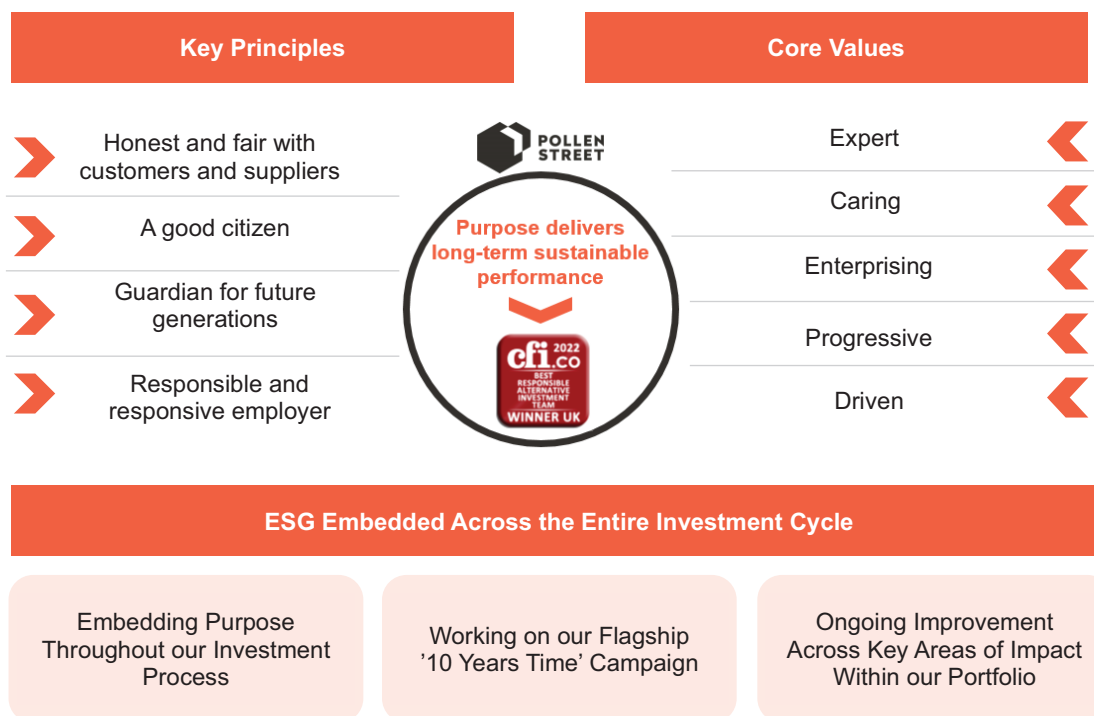 Key Principles
Core Values
Honest and fair with
customers and suppliers
A good citizen
Guardian for future
generations
Responsible and
responsive employer
POLLEN
STREET
Purpose delivers
long-term sustainable
performance
cfi.co 2022
BEST
RESPONSIBLE
ALTERNATIVE
INVESTMENT
TEAM
WINNER UK
Expert
Caring
Enterprising
Progressive
Driven
ESG Embedded Across the Entire Investment Cycle
Embedding Purpose
Throughout our Investment
Process
Working on our Flagship
’10 Years Time’ Campaign
Ongoing Improvement
Across Key Areas of Impact
Within our Portfolio